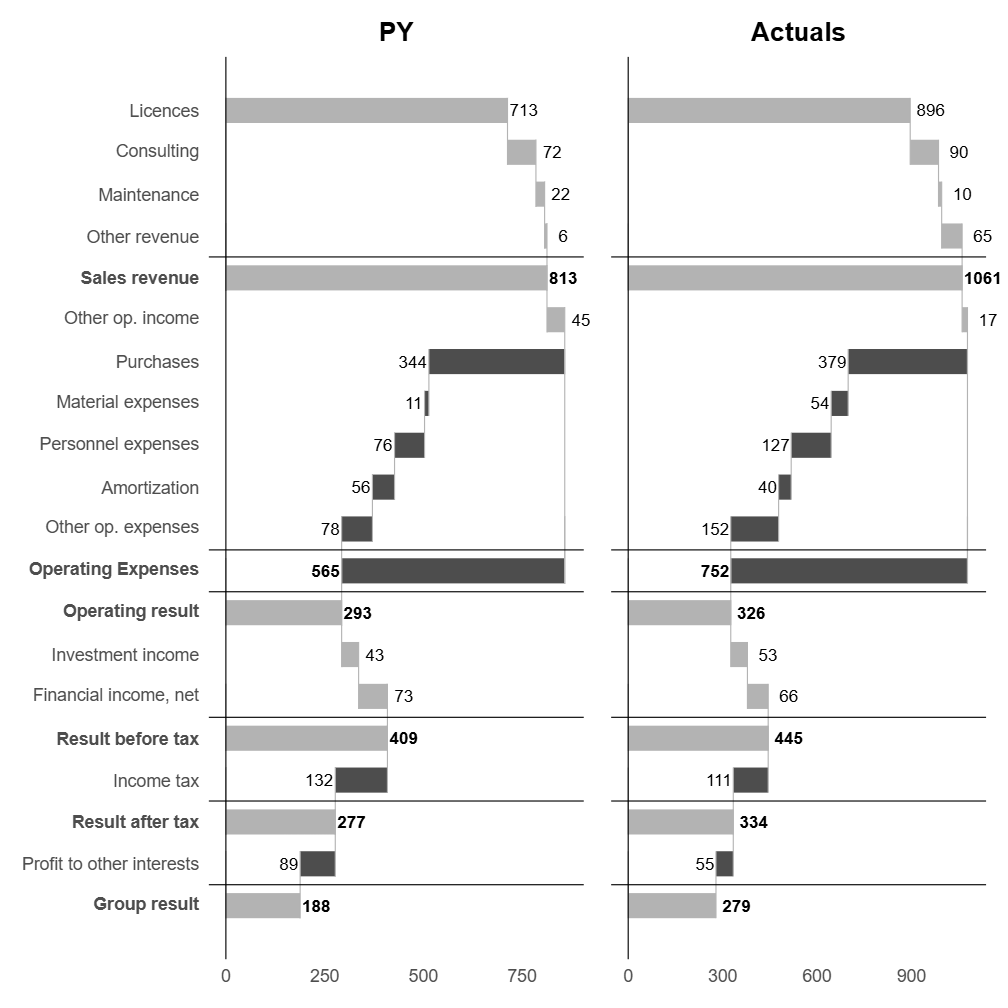 PY Actuals
Licences 713 896
Consulting 72 90
Maintenance 22 10
Other revenue 6 65
Sales revenue 813 1061
Other op. income 45 17
Purchases 344 379
Material expenses 11 54
Personnel expenses 76 127
Amortization 56 40
Other op. expenses 78 152
Operating Expenses 565 752
Operating result 293 326
Investment income 43 53
Financial income, net 73 66
Result before tax 409 445
Income tax 132 111
Result after tax 277 334
Profit to other interests 89 55
Group result 188 279
0 250 500 750 0 300 600 900